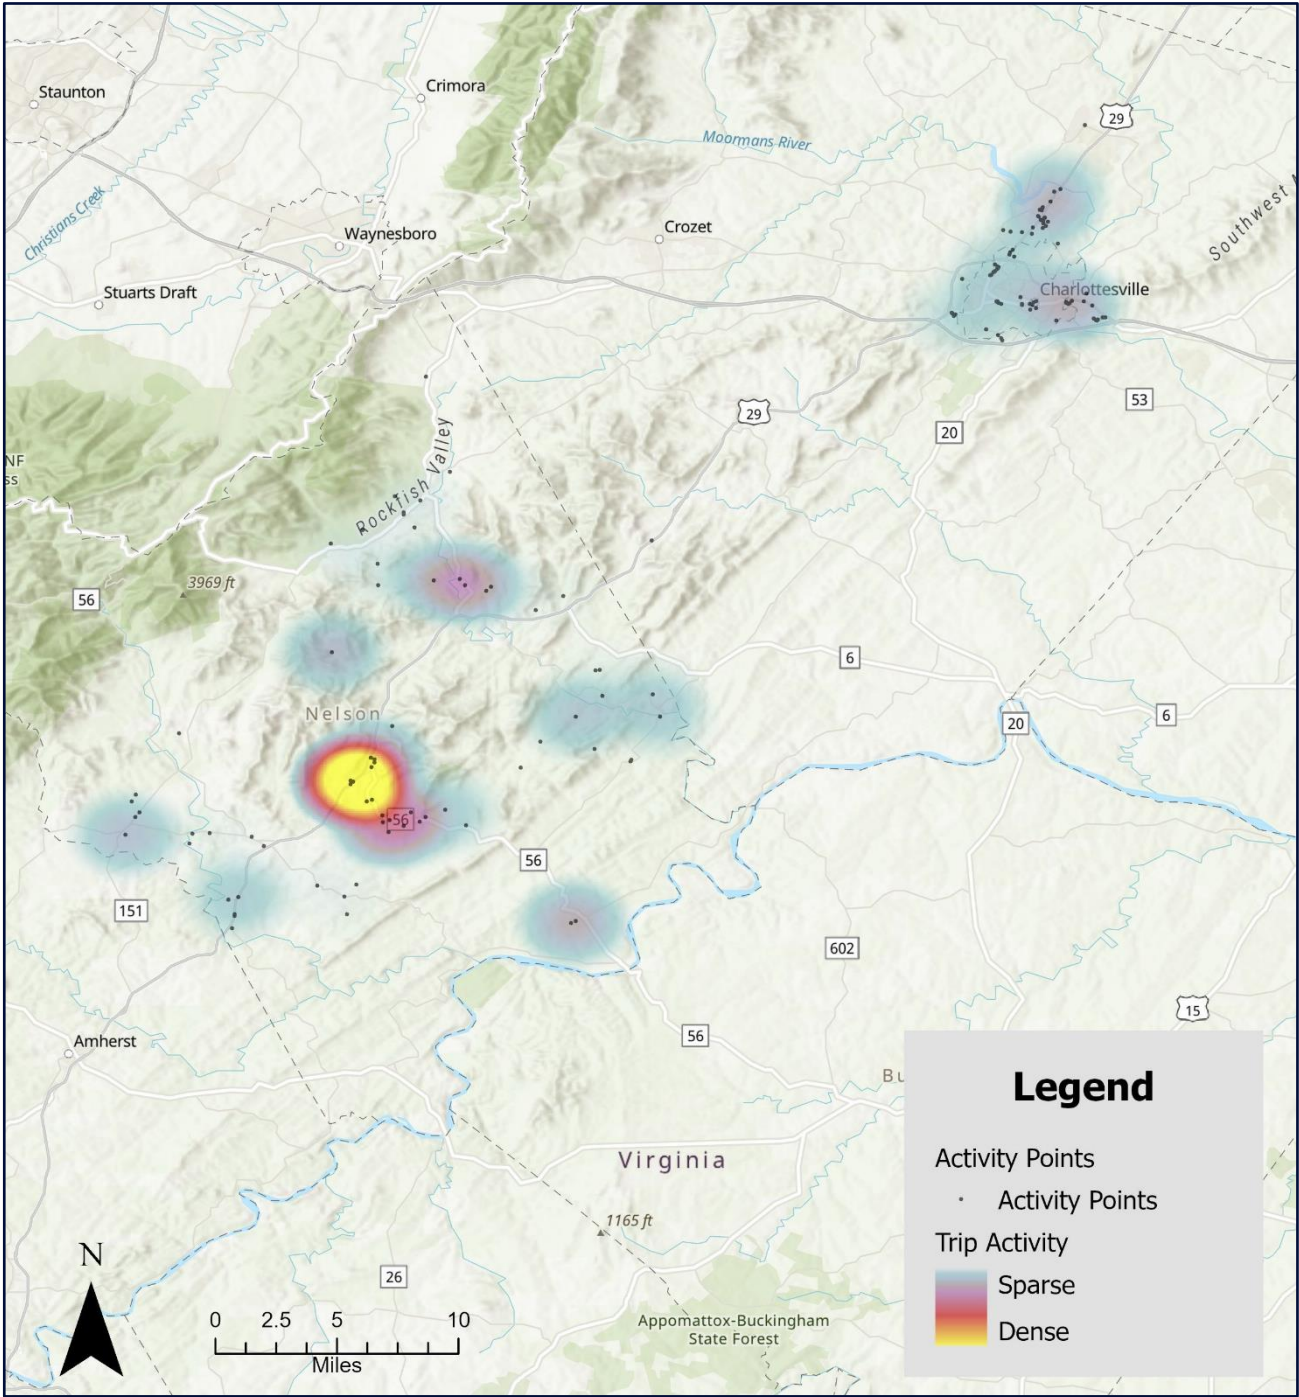 Crimora
Staunton
29
Moormans River
Christians Creek
Waynesboro
Crozet
Southwest
Stuarts Draft
Charlottesville
53
29
20
Rockfish Valley
NF
ss
3969 ft
56
6
Nelson
6
20
56
56
151
602
15
56
Amherst
Bu
Virginia
1165 ft
26
Appomattox-Buckingham
State Forest
N
0 2.5 5 10
Miles
Legend
Activity Points
Activity Points
Trip Activity
Sparse
Dense